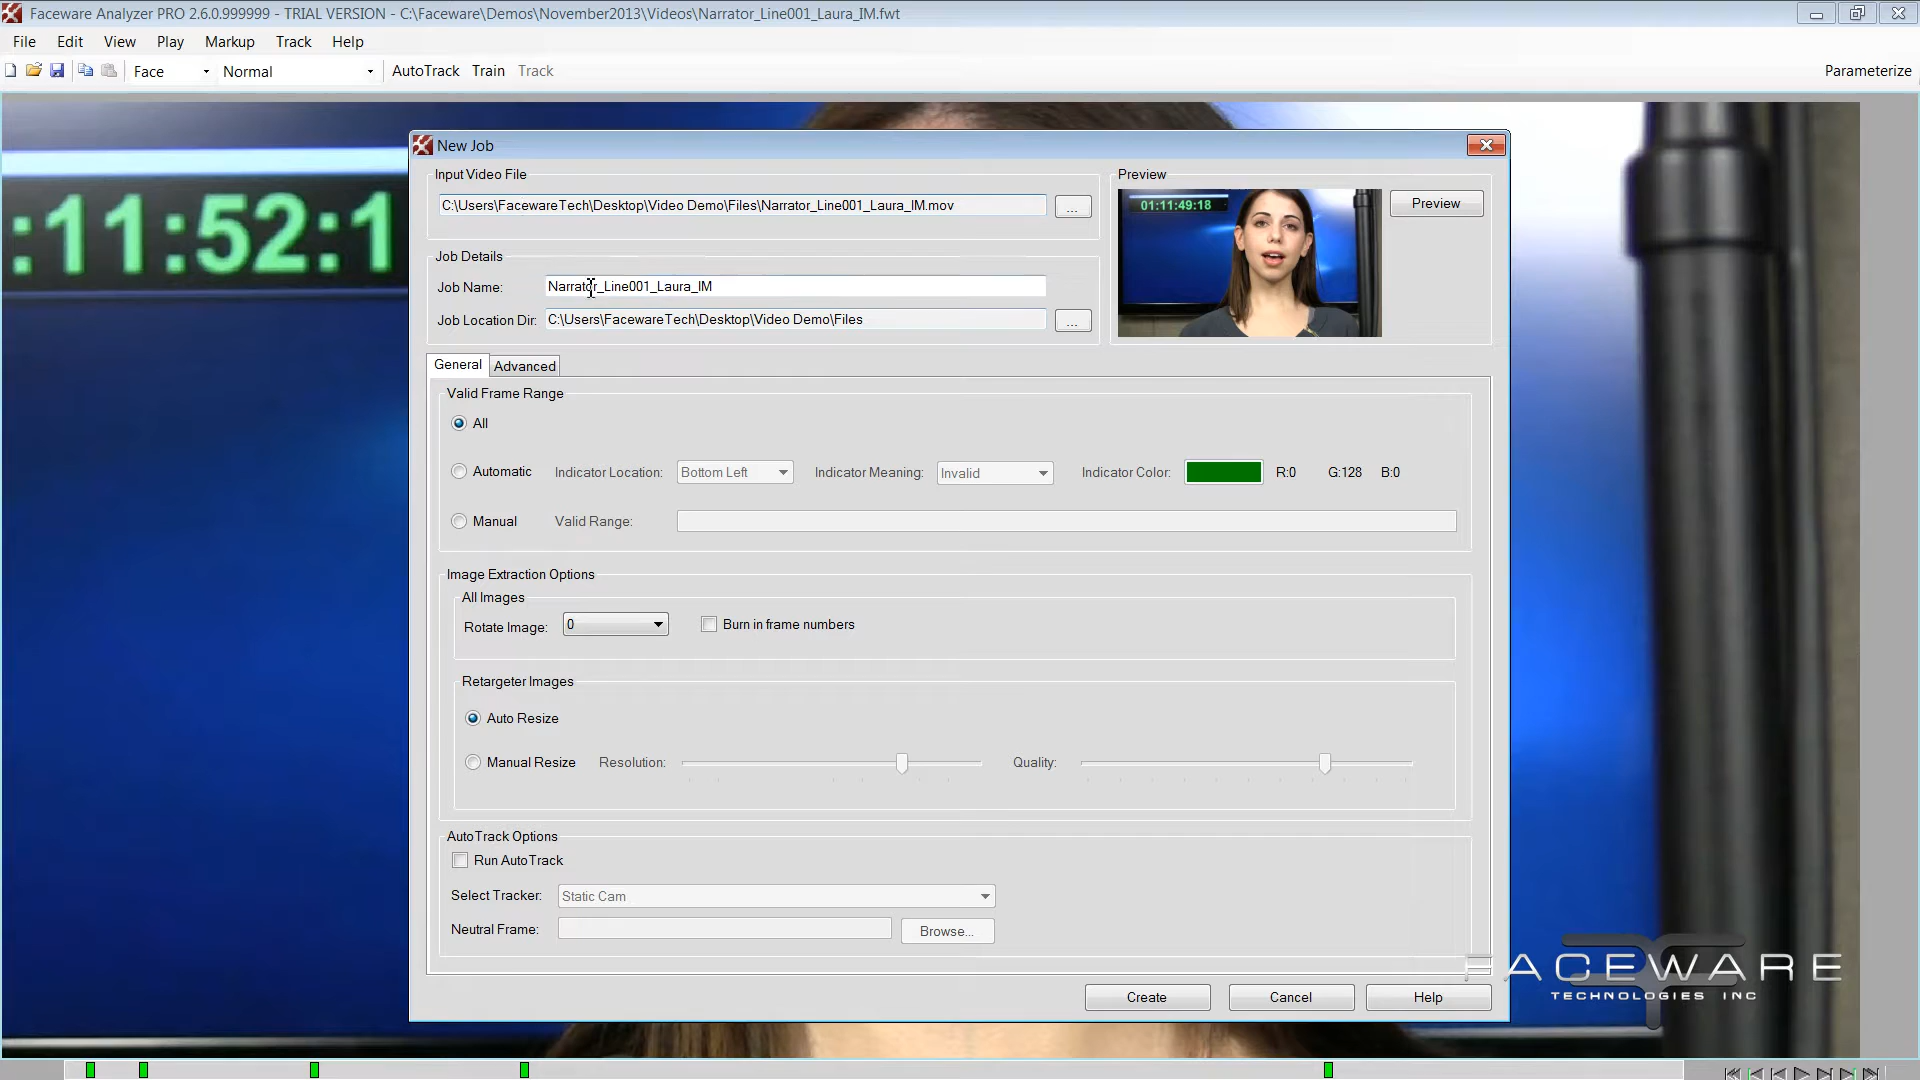 Faceware Analyzer PRO 2.6.0.999999 - TRIAL VERSION - C:\Faceware\Demos\November2013\Videos\Narrator_Line001_Laura_IM.fwt
File Edit View Play Markup Track Help
Face Normal AutoTrack Train Track Parameterize
:11:52:1
New Job
Input Video File
C:\Users\FacewareTech\Desktop\Video Demo\Files\Narrator_Line001_Laura_IM.mov ...
Preview
01:11:49:18
Preview
Job Details
Job Name: Narrator_Line001_Laura_IM
Job Location Dir: C:\Users\FacewareTech\Desktop\Video Demo\Files ...
General Advanced
Valid Frame Range
All
Automatic Indicator Location: Bottom Left Indicator Meaning: Invalid Indicator Color: R:0 G:128 B:0
Manual Valid Range:
Image Extraction Options
All Images
Rotate Image: 0 Burn in frame numbers
Retargeter Images
Auto Resize
Manual Resize Resolution: Quality:
AutoTrack Options
Run AutoTrack
Select Tracker: Static Cam
Neutral Frame: Browse...
Create Cancel Help
FACEWARE
TECHNOLOGIES INC